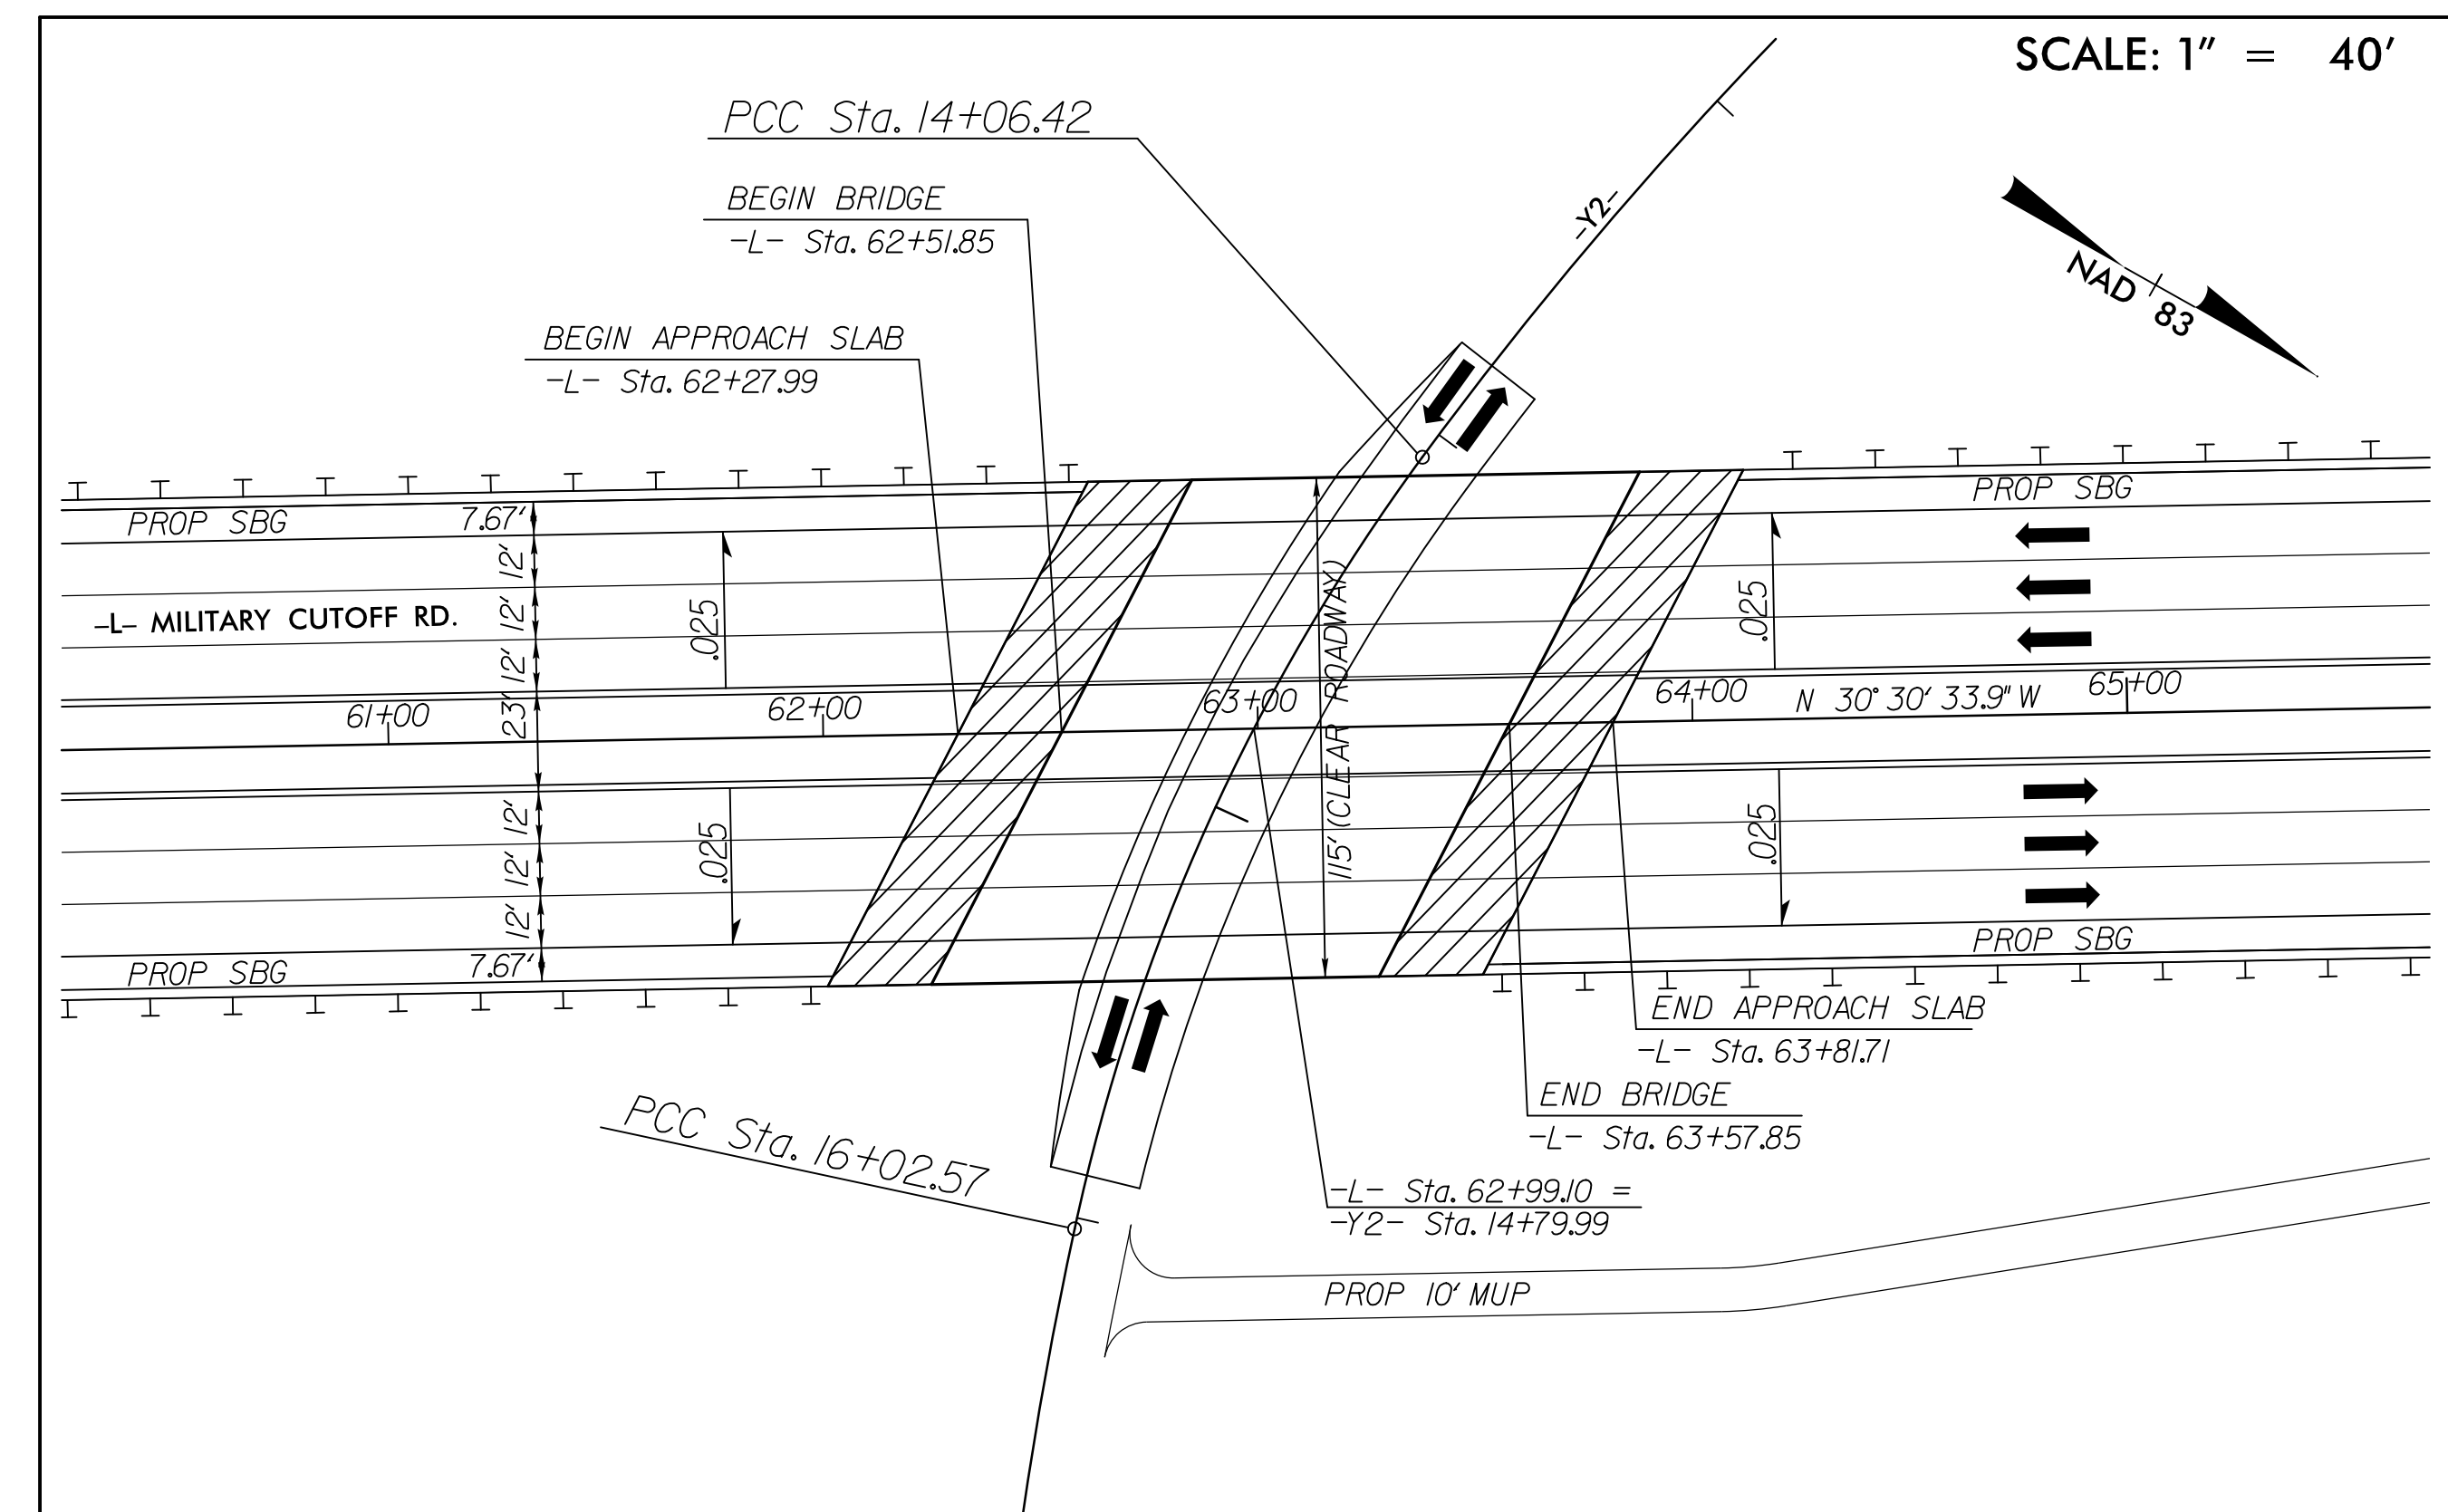 SCALE: 1" = 40'
PCC Sta. 14+06.42
-Y2-
BEGIN BRIDGE
-L- Sta. 62+51.85
NAD 83
BEGIN APPROACH SLAB
-L- Sta. 62+27.99
PROP SBG
7.67'
PROP SBG
12'
12'
12'
-L- MILITARY CUTOFF RD.
.025
.025
115' (CLEAR ROADWAY)
61+00
23'
62+00
63+00
64+00
N 30° 30' 33.9" W
65+00
12'
12'
12'
.025
.025
PROP SBG
7.67'
PROP SBG
END APPROACH SLAB
-L- Sta. 63+81.71
END BRIDGE
-L- Sta. 63+57.85
PCC Sta. 16+02.57
-L- Sta. 62+99.10 =
-Y2- Sta. 14+79.99
PROP 10' MUP